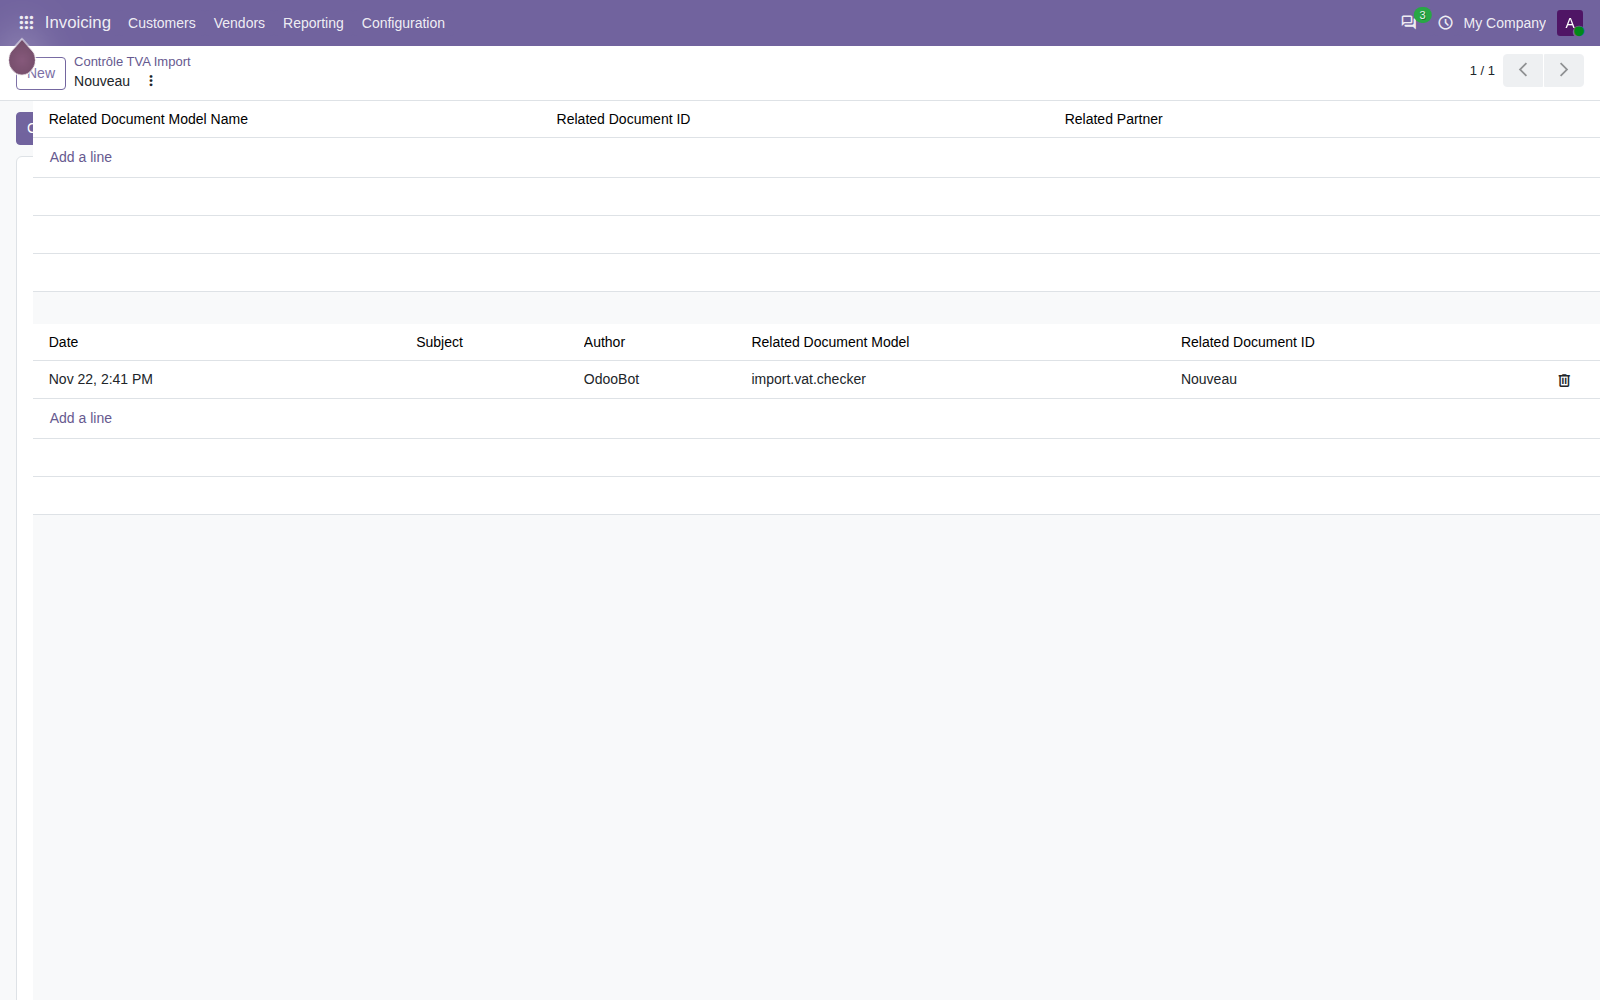 Invoicing Customers Vendors Reporting Configuration 3 My Company A
New Contrôle TVA Import
Nouveau
1 / 1
Related Document Model Name Related Document ID Related Partner
Add a line
Date Subject Author Related Document Model Related Document ID
Nov 22, 2:41 PM OdooBot import.vat.checker Nouveau
Add a line